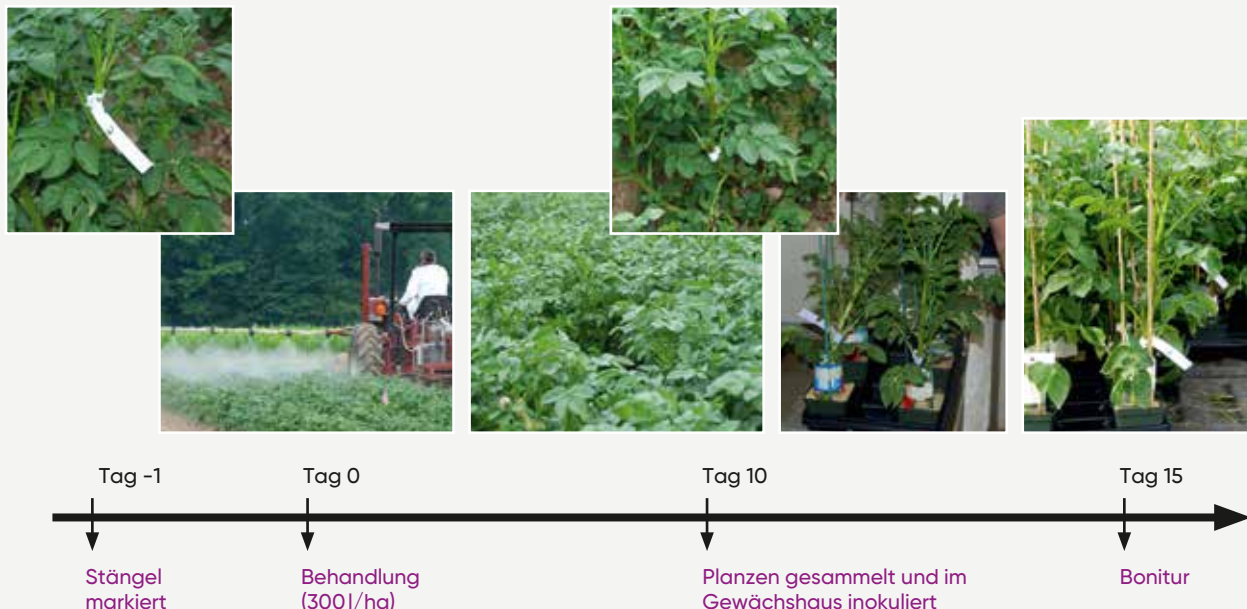 Tag -1
Tag 0
Tag 10
Tag 15
Stängel
markiert
Behandlung
(300 l/ha)
Planzen gesammelt und im
Gewächshaus inokuliert
Bonitur